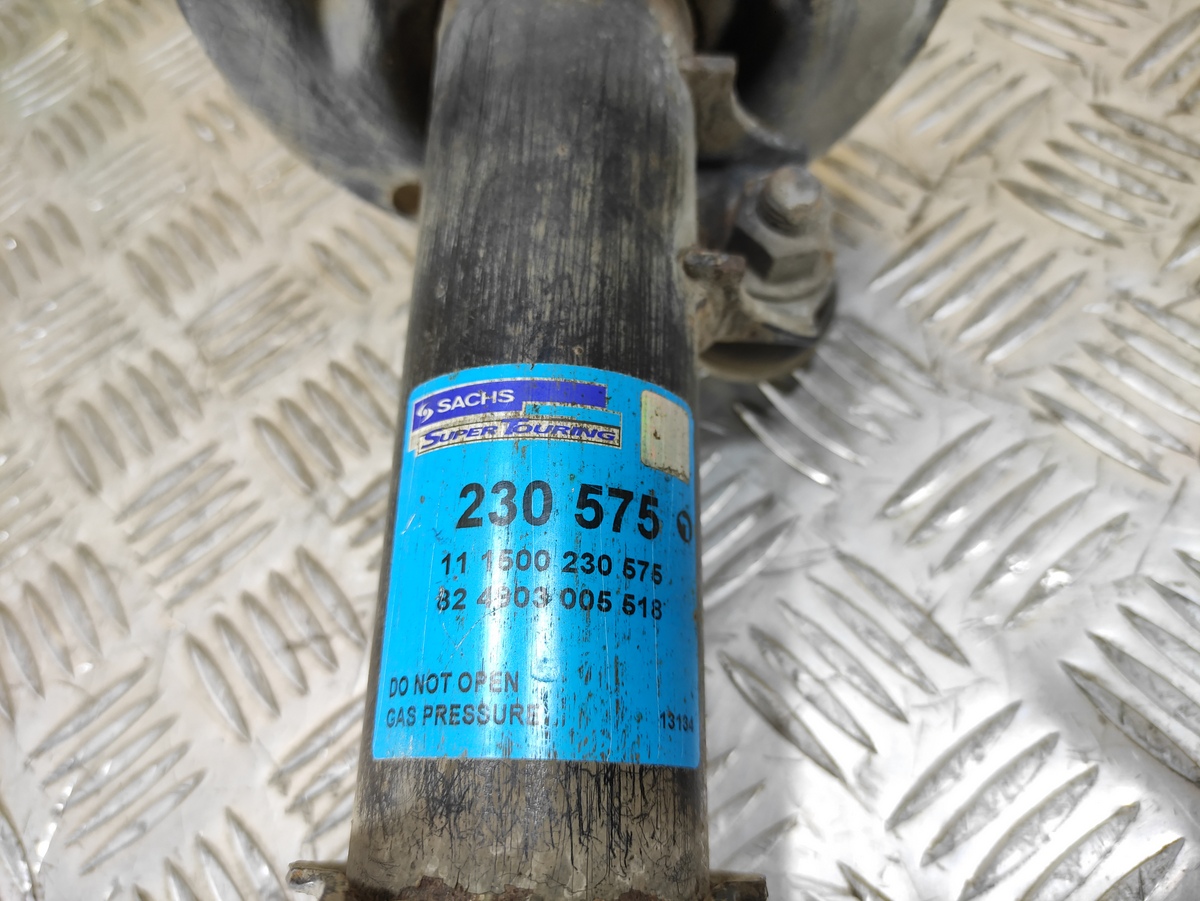 SACHS
SUPER TOURING
230 575
11 1500 230 575
82 4903 005 518
DO NOT OPEN
GAS PRESSURE!
13134